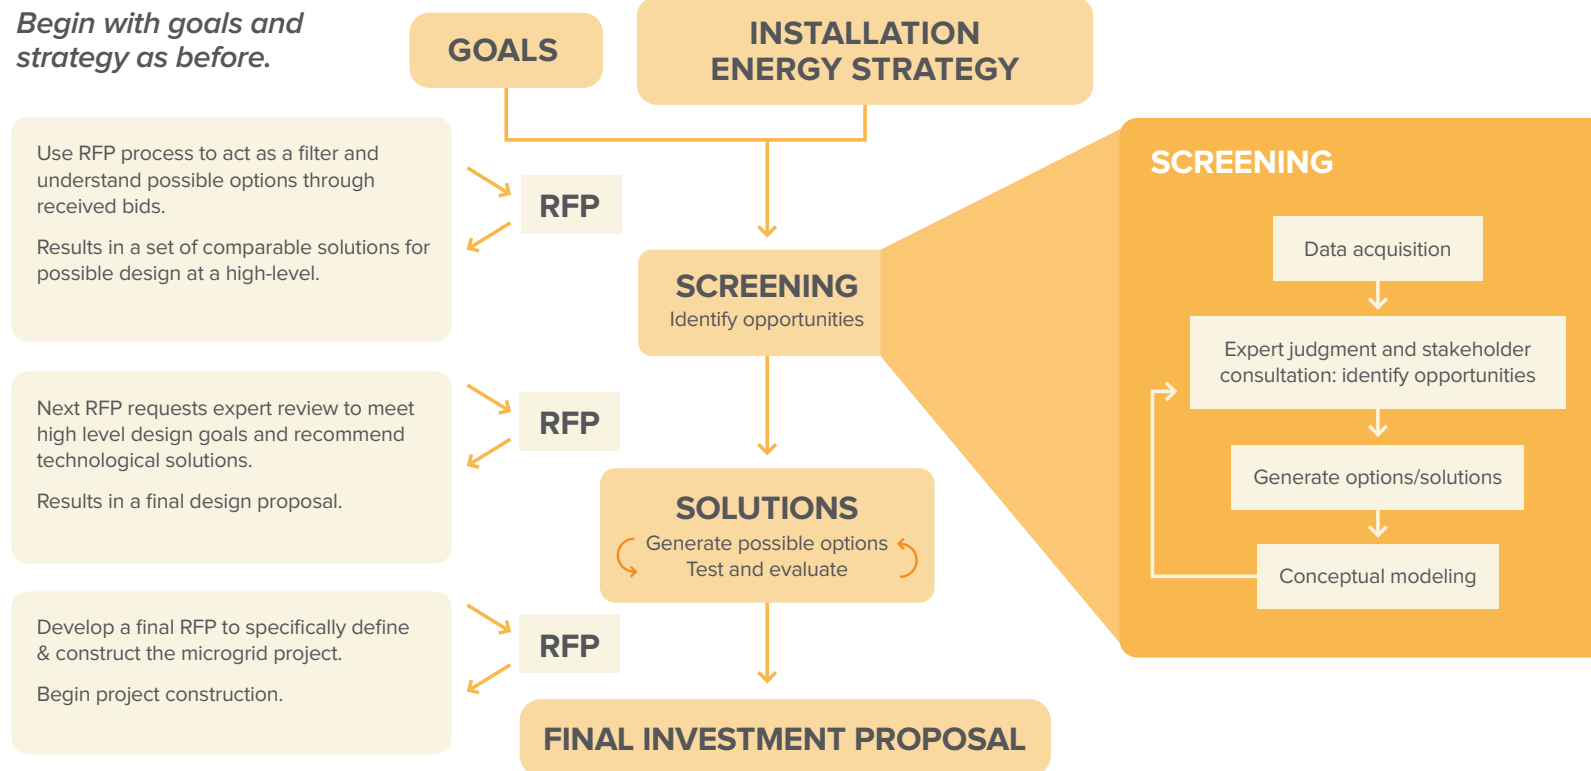 Begin with goals and
strategy as before.
GOALS
INSTALLATION
ENERGY STRATEGY
Use RFP process to act as a filter and
understand possible options through
received bids.
Results in a set of comparable solutions for
possible design at a high-level.
RFP
SCREENING
Identify opportunities
Next RFP requests expert review to meet
high level design goals and recommend
technological solutions.
Results in a final design proposal.
RFP
SOLUTIONS
Generate possible options
Test and evaluate
Develop a final RFP to specifically define
& construct the microgrid project.
Begin project construction.
RFP
FINAL INVESTMENT PROPOSAL
SCREENING
Data acquisition
Expert judgment and stakeholder
consultation: identify opportunities
Generate options/solutions
Conceptual modeling